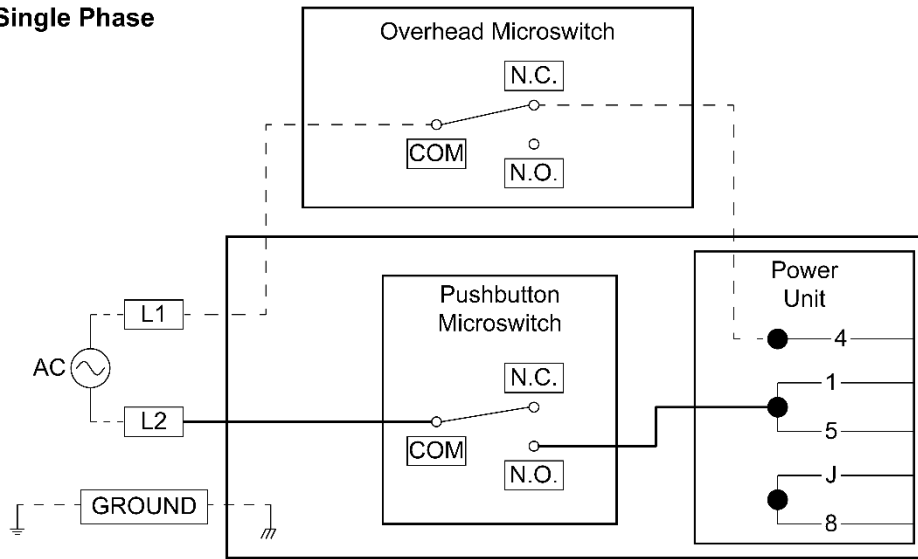 Single Phase
Overhead Microswitch
N.C.
COM
N.O.
Power
Unit
Pushbutton
Microswitch
L1
4
AC
N.C.
1
L2
COM
5
N.O.
J
GROUND
8